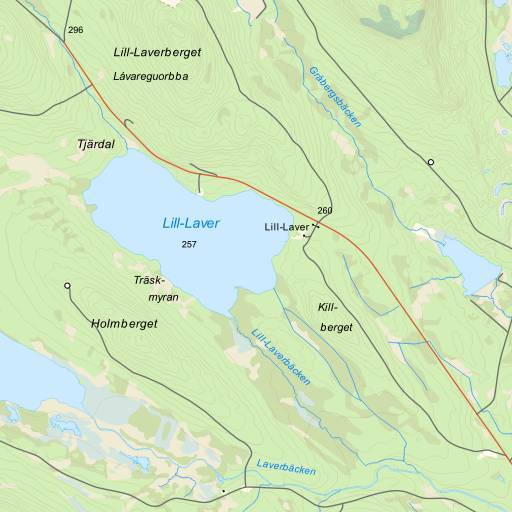 296
Lill-Laverberget
Låvareguorbba
Gråbergsbäcken
Tjärdal
Lill-Laver
260
Lill-Laver
257
Träsk-
myran
Kill-
berget
Holmberget
Lill-Laverbäcken
Laverbäcken